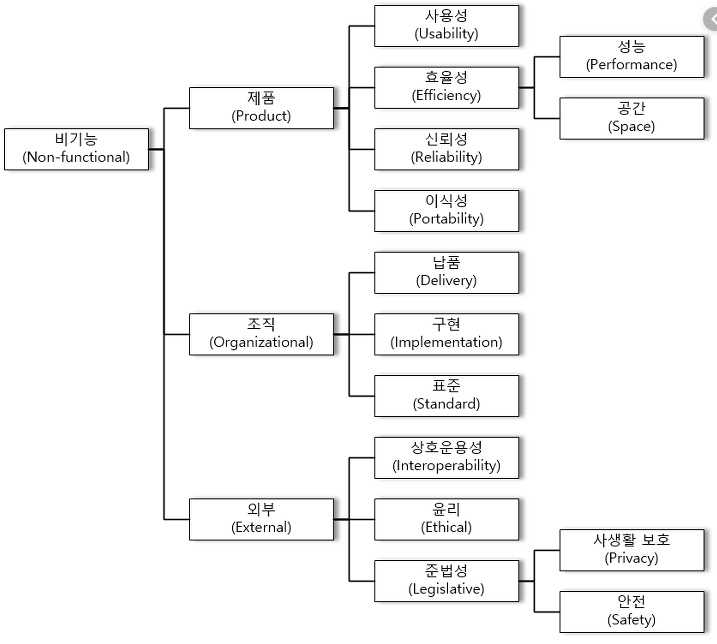 비기능
(Non-functional)
제품
(Product)
사용성
(Usability)
효율성
(Efficiency)
성능
(Performance)
공간
(Space)
신뢰성
(Reliability)
이식성
(Portability)
조직
(Organizational)
납품
(Delivery)
구현
(Implementation)
표준
(Standard)
외부
(External)
상호운용성
(Interoperability)
윤리
(Ethical)
준법성
(Legislative)
사생활 보호
(Privacy)
안전
(Safety)